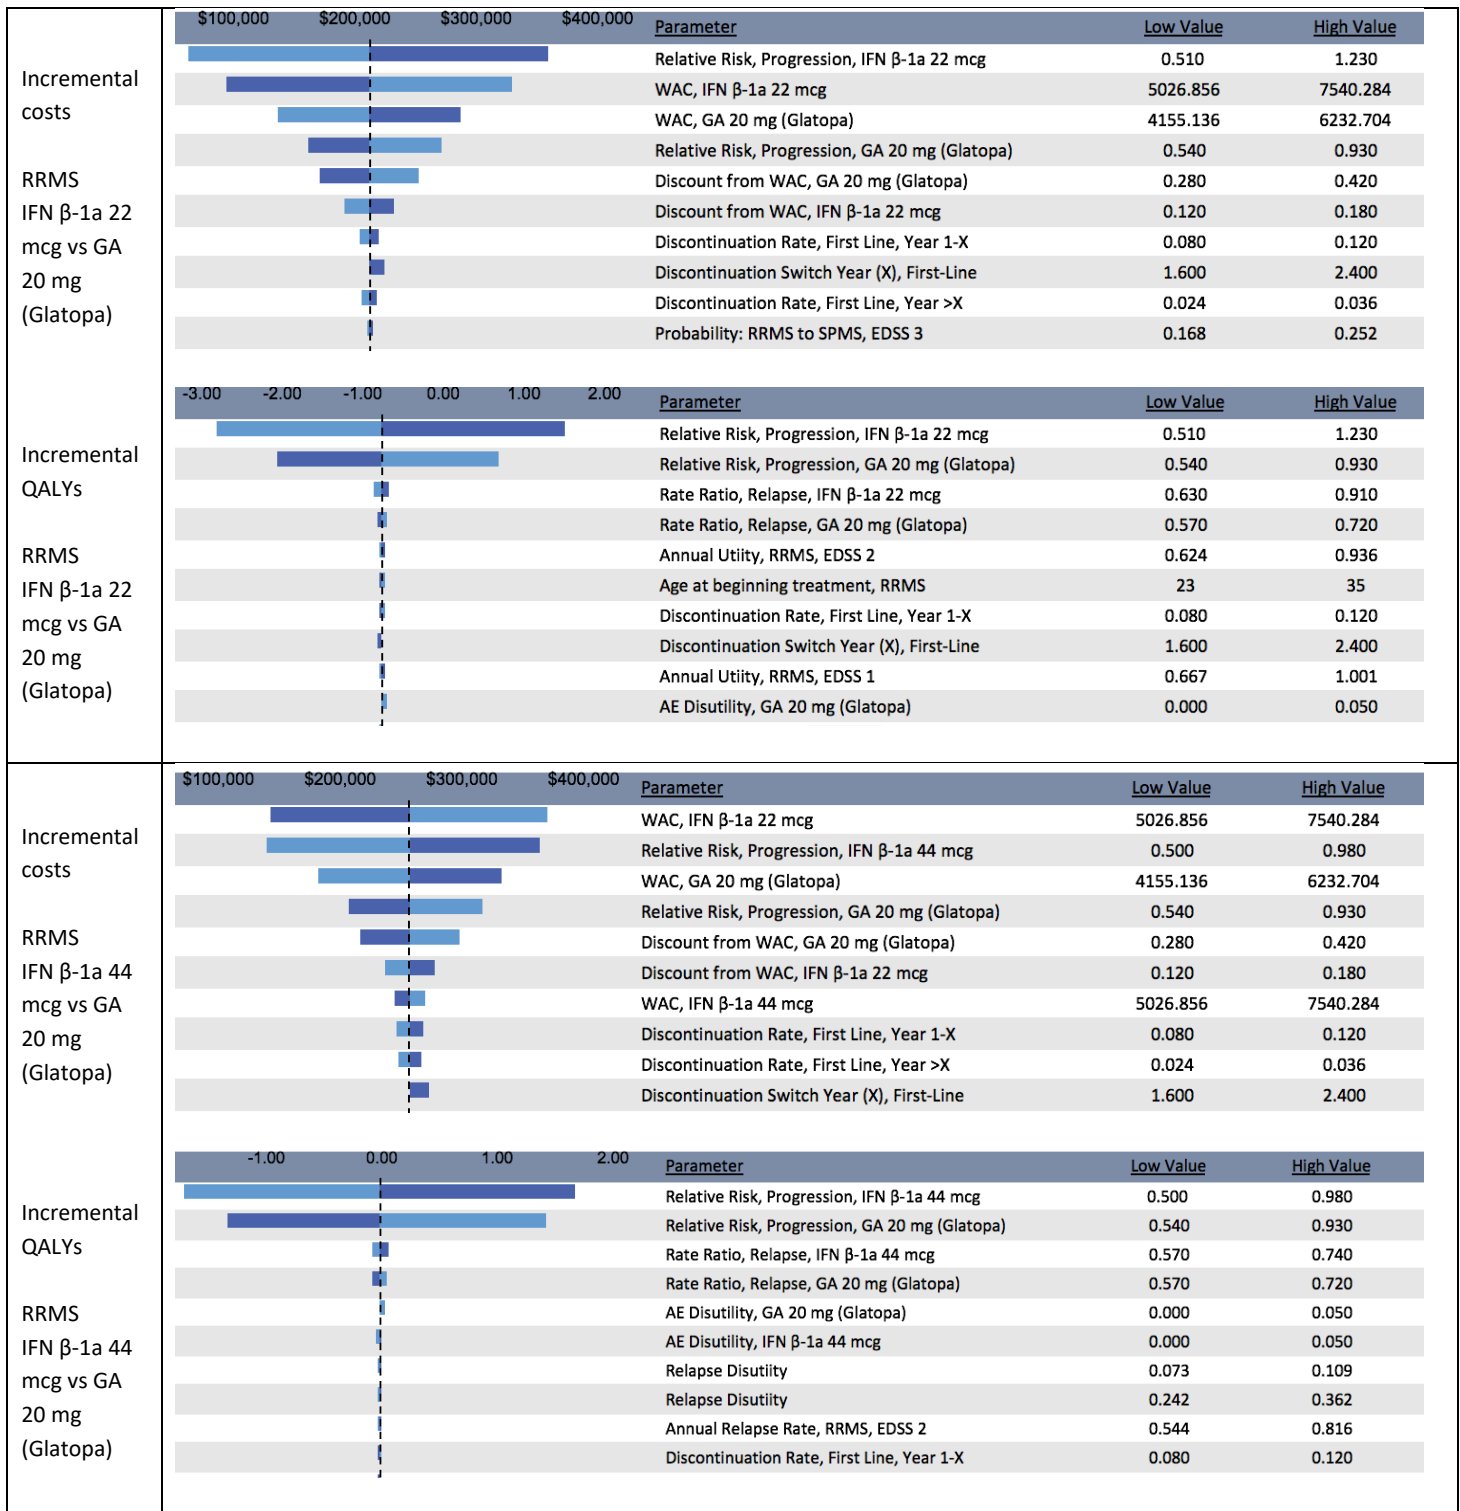 Incremental
costs
RRMS
IFN β-1a 22
mcg vs GA
20 mg
(Glatopa)
$100,000 $200,000 $300,000 $400,000 Parameter Low Value High Value
Relative Risk, Progression, IFN β-1a 22 mcg 0.510 1.230
WAC, IFN β-1a 22 mcg 5026.856 7540.284
WAC, GA 20 mg (Glatopa) 4155.136 6232.704
Relative Risk, Progression, GA 20 mg (Glatopa) 0.540 0.930
Discount from WAC, GA 20 mg (Glatopa) 0.280 0.420
Discount from WAC, IFN β-1a 22 mcg 0.120 0.180
Discontinuation Rate, First Line, Year 1-X 0.080 0.120
Discontinuation Switch Year (X), First-Line 1.600 2.400
Discontinuation Rate, First Line, Year >X 0.024 0.036
Probability: RRMS to SPMS, EDSS 3 0.168 0.252
Incremental
QALYs
RRMS
IFN β-1a 22
mcg vs GA
20 mg
(Glatopa)
-3.00 -2.00 -1.00 0.00 1.00 2.00 Parameter Low Value High Value
Relative Risk, Progression, IFN β-1a 22 mcg 0.510 1.230
Relative Risk, Progression, GA 20 mg (Glatopa) 0.540 0.930
Rate Ratio, Relapse, IFN β-1a 22 mcg 0.630 0.910
Rate Ratio, Relapse, GA 20 mg (Glatopa) 0.570 0.720
Annual Utiity, RRMS, EDSS 2 0.624 0.936
Age at beginning treatment, RRMS 23 35
Discontinuation Rate, First Line, Year 1-X 0.080 0.120
Discontinuation Switch Year (X), First-Line 1.600 2.400
Annual Utiity, RRMS, EDSS 1 0.667 1.001
AE Disutility, GA 20 mg (Glatopa) 0.000 0.050
Incremental
costs
RRMS
IFN β-1a 44
mcg vs GA
20 mg
(Glatopa)
$100,000 $200,000 $300,000 $400,000 Parameter Low Value High Value
WAC, IFN β-1a 22 mcg 5026.856 7540.284
Relative Risk, Progression, IFN β-1a 44 mcg 0.500 0.980
WAC, GA 20 mg (Glatopa) 4155.136 6232.704
Relative Risk, Progression, GA 20 mg (Glatopa) 0.540 0.930
Discount from WAC, GA 20 mg (Glatopa) 0.280 0.420
Discount from WAC, IFN β-1a 22 mcg 0.120 0.180
WAC, IFN β-1a 44 mcg 5026.856 7540.284
Discontinuation Rate, First Line, Year 1-X 0.080 0.120
Discontinuation Rate, First Line, Year >X 0.024 0.036
Discontinuation Switch Year (X), First-Line 1.600 2.400
Incremental
QALYs
RRMS
IFN β-1a 44
mcg vs GA
20 mg
(Glatopa)
-1.00 0.00 1.00 2.00 Parameter Low Value High Value
Relative Risk, Progression, IFN β-1a 44 mcg 0.500 0.980
Relative Risk, Progression, GA 20 mg (Glatopa) 0.540 0.930
Rate Ratio, Relapse, IFN β-1a 44 mcg 0.570 0.740
Rate Ratio, Relapse, GA 20 mg (Glatopa) 0.570 0.720
AE Disutility, GA 20 mg (Glatopa) 0.000 0.050
AE Disutility, IFN β-1a 44 mcg 0.000 0.050
Relapse Disutiity 0.073 0.109
Relapse Disutiity 0.242 0.362
Annual Relapse Rate, RRMS, EDSS 2 0.544 0.816
Discontinuation Rate, First Line, Year 1-X 0.080 0.120